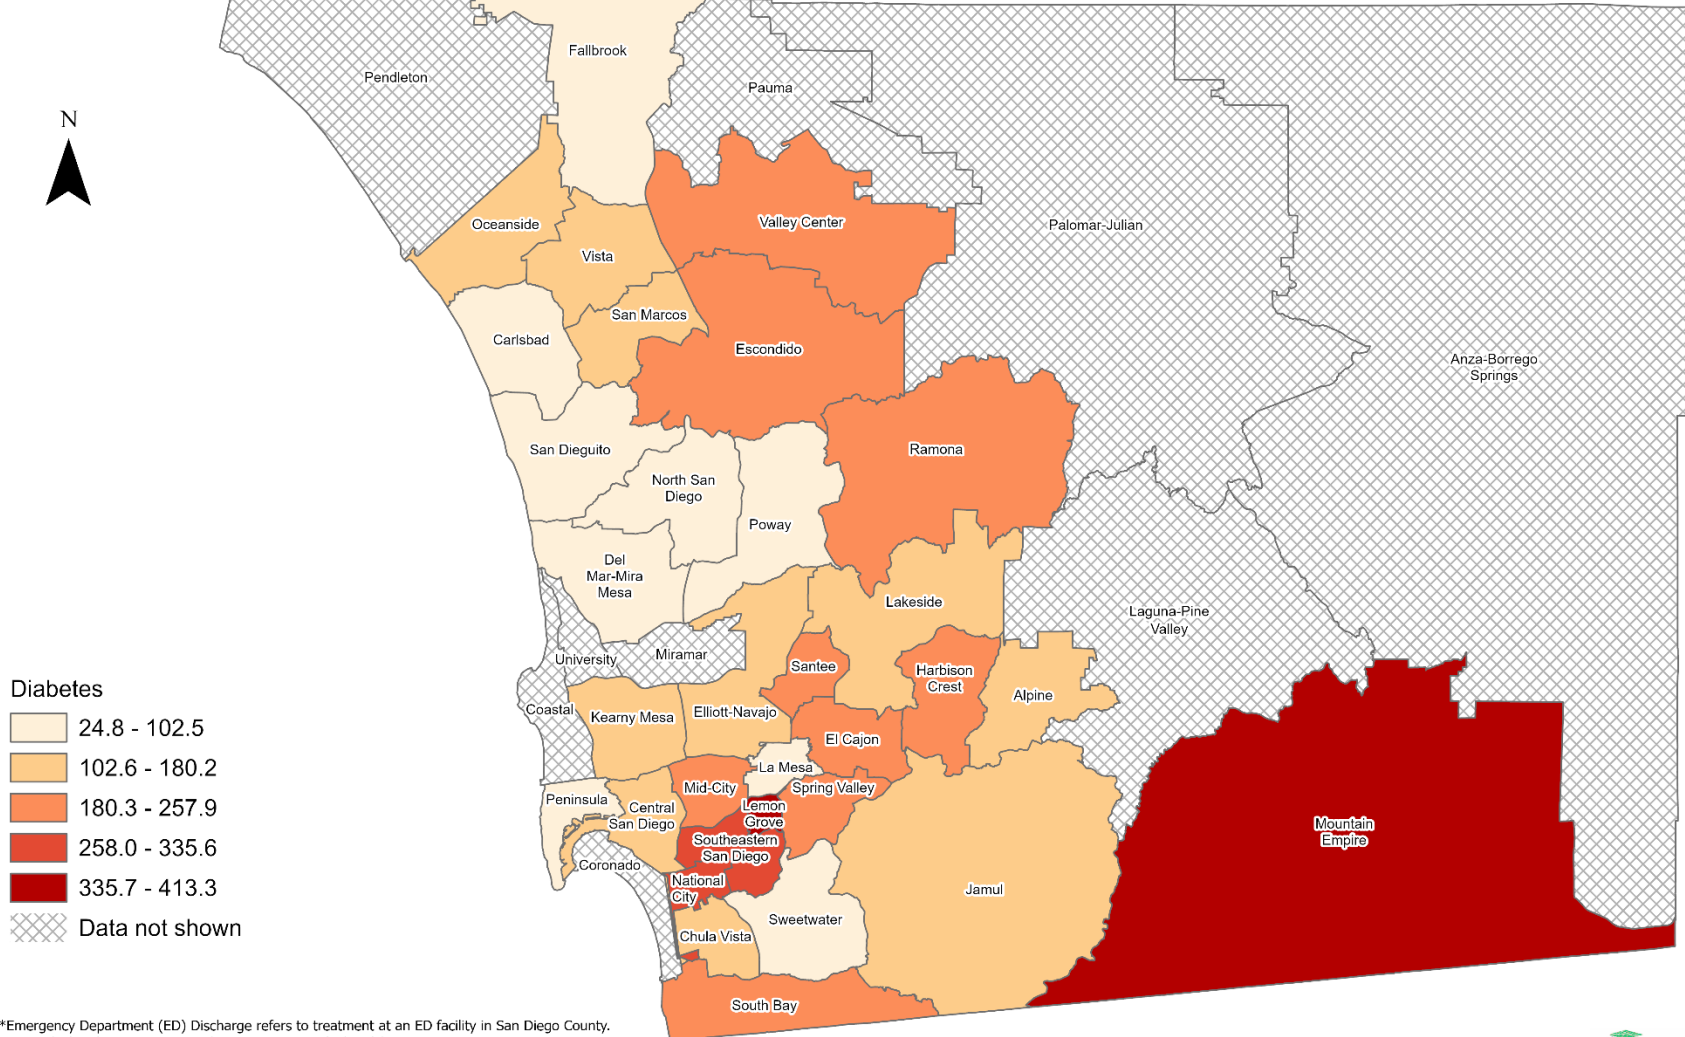 Fallbrook
Pendleton
Pauma
N
Oceanside
Valley Center
Palomar-Julian
Vista
San Marcos
Carlsbad
Escondido
Anza-Borrego
Springs
San Dieguito
Ramona
North San
Diego
Poway
Del
Mar-Mira
Mesa
Lakeside
Laguna-Pine
Valley
University
Miramar
Santee
Harbison
Crest
Alpine
Coastal
Kearny Mesa
Elliott-Navajo
El Cajon
La Mesa
Mid-City
Spring Valley
Peninsula
Central
San Diego
Lemon
Grove
Southeastern
San Diego
Mountain
Empire
Coronado
National
City
Jamul
Sweetwater
Chula Vista
South Bay
Diabetes
24.8 - 102.5
102.6 - 180.2
180.3 - 257.9
258.0 - 335.6
335.7 - 413.3
Data not shown
*Emergency Department (ED) Discharge refers to treatment at an ED facility in San Diego County.